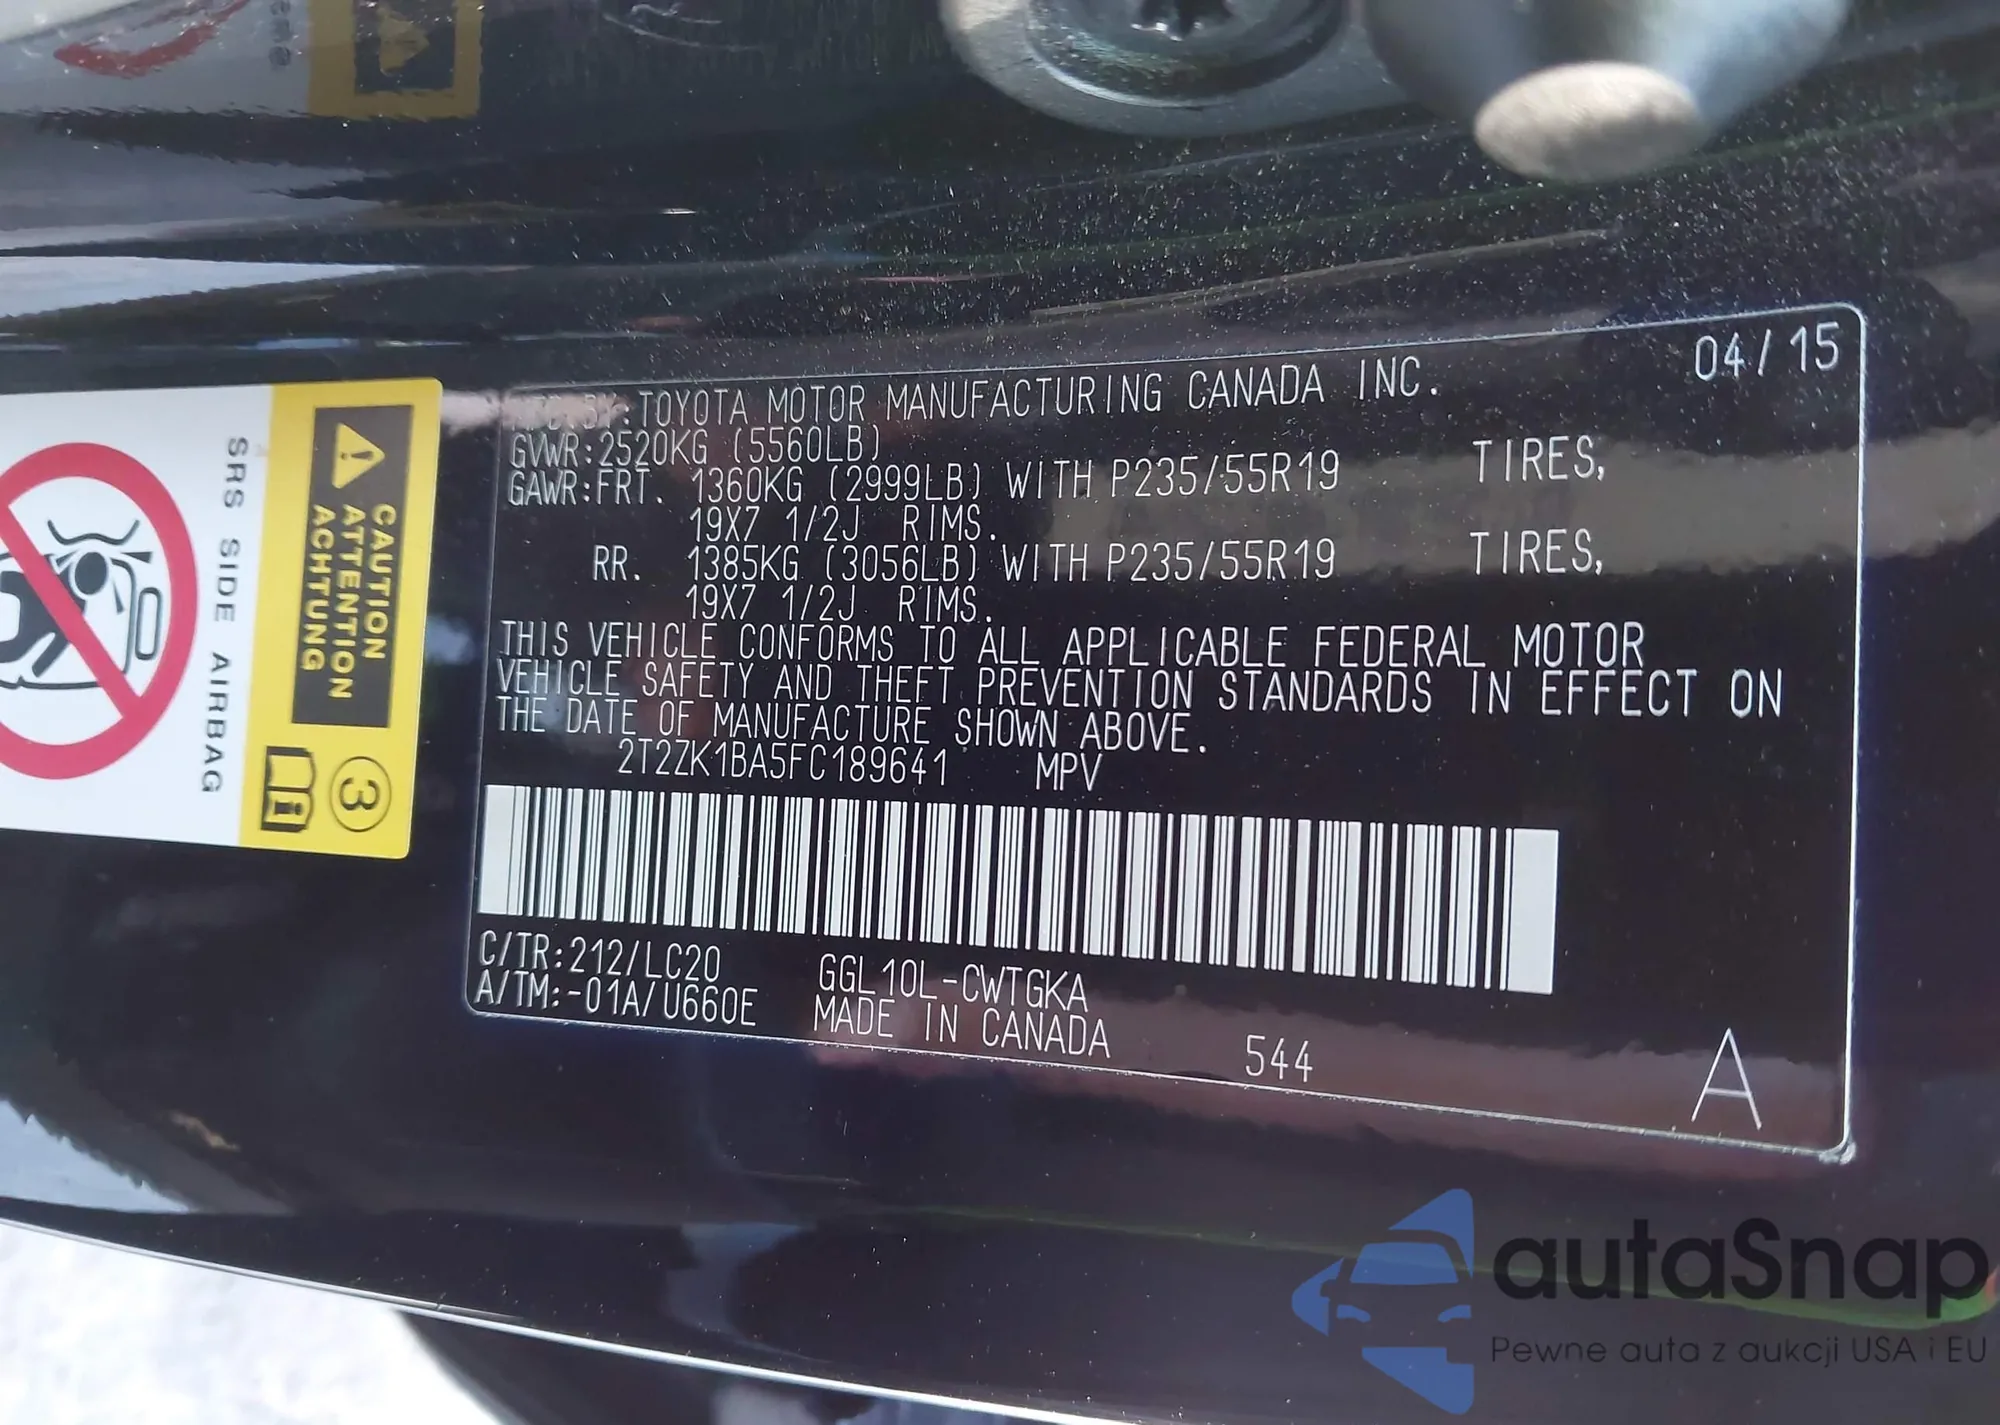 04/15
MFD.BY:TOYOTA MOTOR MANUFACTURING CANADA INC.
GVWR:2520KG (5560LB)
GAWR:FRT. 1360KG (2999LB) WITH P235/55R19 TIRES,
19X7 1/2J RIMS.
RR. 1385KG (3056LB) WITH P235/55R19 TIRES,
19X7 1/2J RIMS.
THIS VEHICLE CONFORMS TO ALL APPLICABLE FEDERAL MOTOR
VEHICLE SAFETY AND THEFT PREVENTION STANDARDS IN EFFECT ON
THE DATE OF MANUFACTURE SHOWN ABOVE.
2T2ZK1BA5FC189641 MPV
C/TR:212/LC20 GGL10L-CWTGKA
A/TM:-01A/U660E MADE IN CANADA 544
A
CAUTION
ATTENTION
ACHTUNG
3
SRS SIDE AIRBAG
autaSnap
Pewne auta z aukcji USA i EU